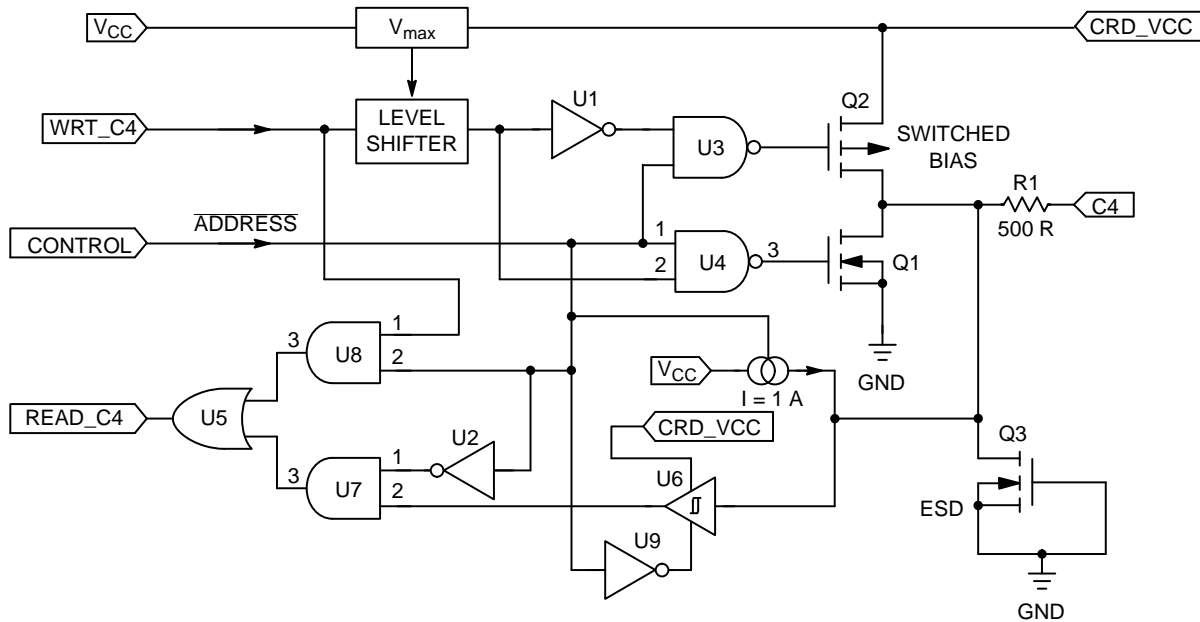 VCC
Vmax
CRD_VCC
WRT_C4
LEVEL
SHIFTER
U1
U3
Q2
SWITCHED
BIAS
R1
500 R
C4
CONTROL
ADDRESS
1
2
U4
3
Q1
GND
3
U8
1
2
VCC
I = 1 A
CRD_VCC
READ_C4
U5
U2
3
U7
1
2
U6
U9
Q3
ESD
GND